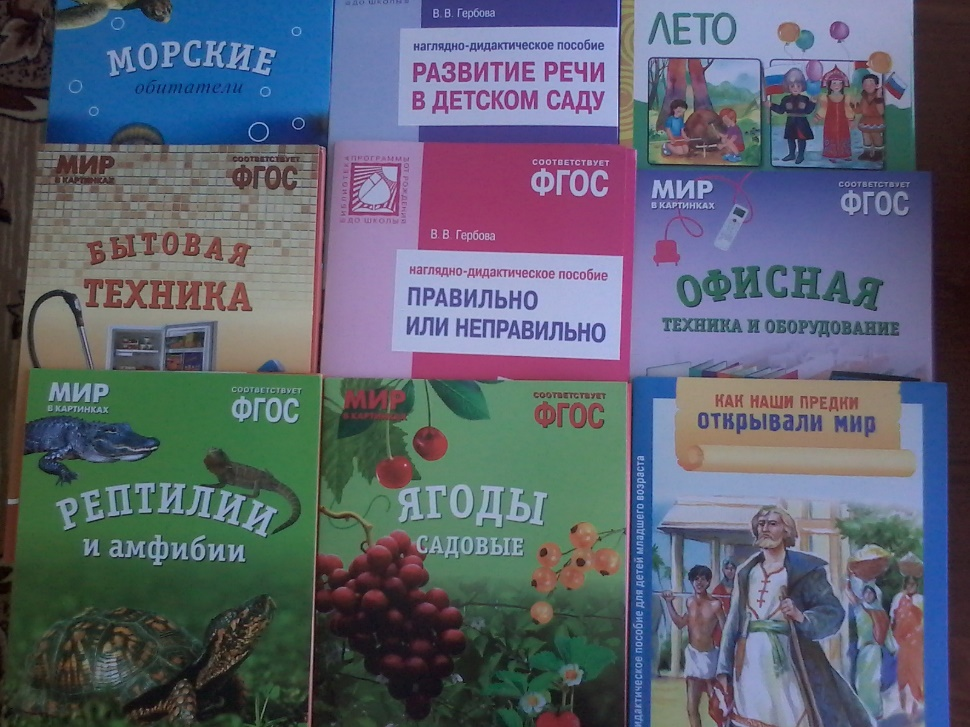 МОРСКИЕ
обитатели
ДО ШКОЛЫ
В. В. Гербова
наглядно-дидактическое пособие
РАЗВИТИЕ РЕЧИ
В ДЕТСКОМ САДУ
ЛЕТО
МИР
В КАРТИНКАХ
СООТВЕТСТВУЕТ
ФГОС
БЫТОВАЯ
ТЕХНИКА
БИБЛИОТЕКА
ПРОГРАММЫ
ОТ РОЖДЕНИЯ
ДО ШКОЛЫ
СООТВЕТСТВУЕТ
ФГОС
В. В. Гербова
наглядно-дидактическое пособие
ПРАВИЛЬНО
ИЛИ НЕПРАВИЛЬНО
МИР
В КАРТИНКАХ
СООТВЕТСТВУЕТ
ФГОС
ОФИСНАЯ
ТЕХНИКА И ОБОРУДОВАНИЕ
МИР
В КАРТИНКАХ
СООТВЕТСТВУЕТ
ФГОС
РЕПТИЛИИ
и амфибии
МИР
В КАРТИНКАХ
СООТВЕТСТВУЕТ
ФГОС
ЯГОДЫ
САДОВЫЕ
КАК НАШИ ПРЕДКИ
ОТКРЫВАЛИ МИР
дидактическое пособие для детей младшего возраста